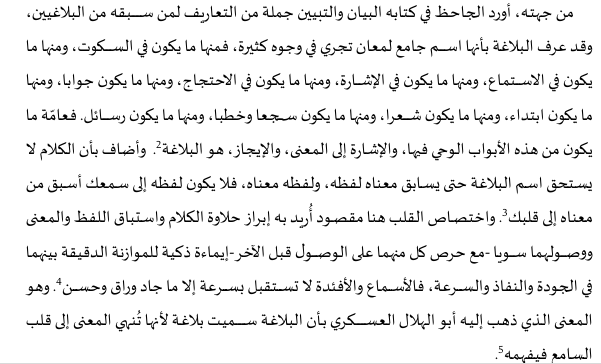 من جهته، أورد الجاحظ في كتابه البيان والتبيين جملة من التعاريف لمن سبقه من البلاغيين،
وقد عرف البلاغة بأنها اسم جامع لمعان تجري في وجوه كثيرة، فمنها ما يكون في السكوت، ومنها ما
يكون في الاستماع، ومنها ما يكون في الإشارة، ومنها ما يكون في الاحتجاج، ومنها ما يكون جوابا، ومنها
ما يكون ابتداء، ومنها ما يكون شعرا، ومنها ما يكون سجعا وخطبا، ومنها ما يكون رسائل. فعامّة ما
يكون من هذه الأبواب الوحي فيها، والإشارة إلى المعنى، والإيجاز، هو البلاغة². وأضاف بأن الكلام لا
يستحق اسم البلاغة حتى يسابق معناه لفظه، ولفظه معناه، فلا يكون لفظه إلى سمعك أسبق من
معناه إلى قلبك³. واختصاص القلب هنا مقصود أُريد به إبراز حلاوة الكلام واستباق اللفظ والمعنى
ووصولهما سويا -مع حرص كل منهما على الوصول قبل الآخر-إيماءة ذكية للموازنة الدقيقة بينهما
في الجودة والنفاذ والسرعة، فالأسماع والأفئدة لا تستقبل بسرعة إلا ما جاد وراق وحسن⁴. وهو
المعنى الذي ذهب إليه أبو الهلال العسكري بأن البلاغة سميت بلاغة لأنها تُنهي المعنى إلى قلب
السامع فيفهمه⁵.